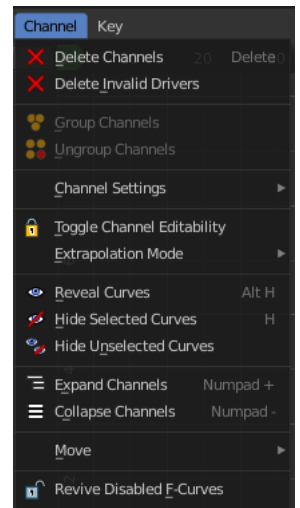 Channel Key
Delete Channels Delete
Delete Invalid Drivers
Group Channels
Ungroup Channels
Channel Settings
Toggle Channel Editability
Extrapolation Mode
Reveal Curves Alt H
Hide Selected Curves H
Hide Unselected Curves
Expand Channels Numpad +
Collapse Channels Numpad -
Move
Revive Disabled F-Curves